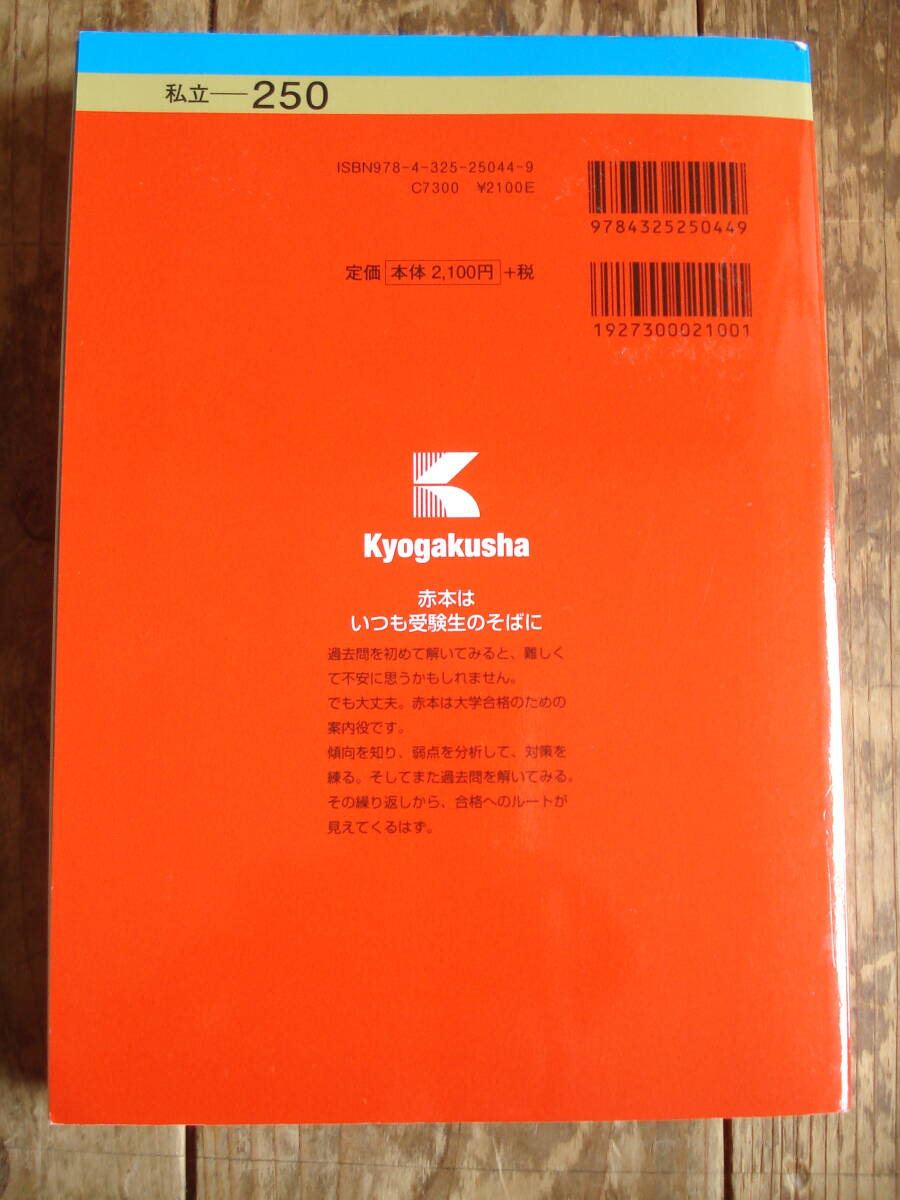 私立──250
ISBN978-4-325-25044-9
C7300 ¥2100E
9784325250449
定価 本体 2,100円 +税
1927300021001
Kyogakusha
赤本は
いつも受験生のそばに
過去問を初めて解いてみると、難しく
て不安に思うかもしれません。
でも大丈夫。赤本は大学合格のための
案内役です。
傾向を知り、弱点を分析して、対策を
練る。そしてまた過去問を解いてみる。
その繰り返しから、合格へのルートが
見えてくるはず。